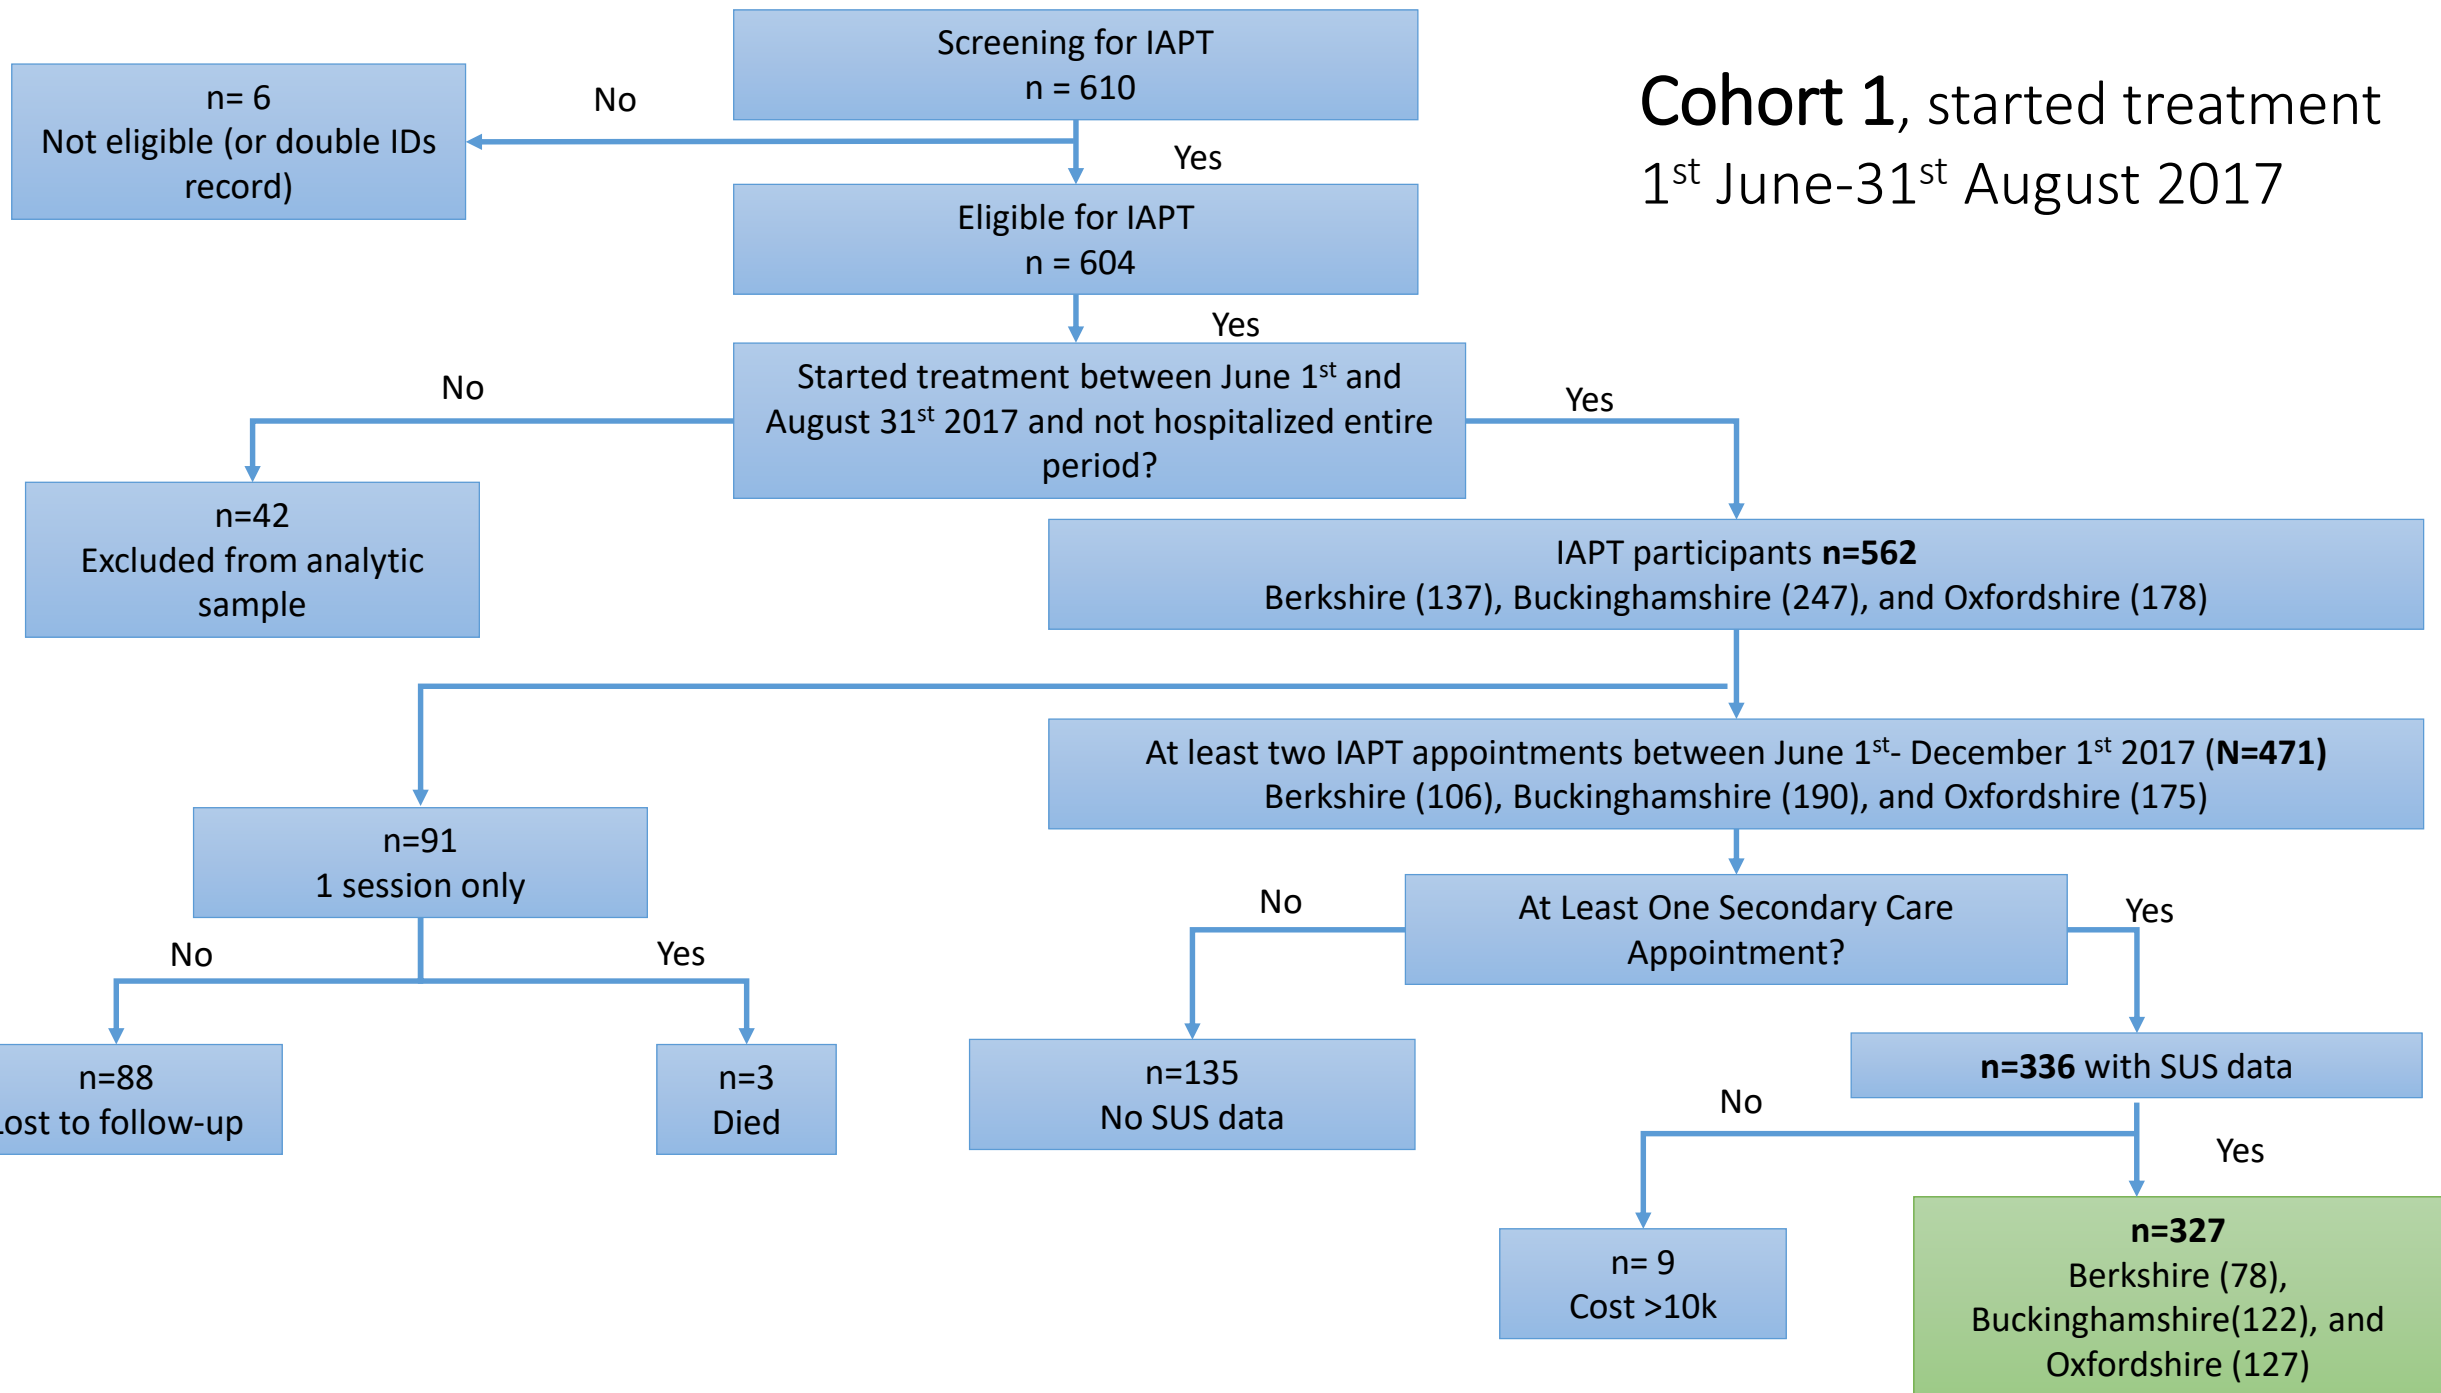 Screening for IAPT
n = 610
Cohort 1, started treatment
1st June-31st August 2017
n= 6
Not eligible (or double IDs
record)
No
Yes
Eligible for IAPT
n = 604
Yes
Started treatment between June 1st and
August 31st 2017 and not hospitalized entire
period?
No
Yes
n=42
Excluded from analytic
sample
IAPT participants n=562
Berkshire (137), Buckinghamshire (247), and Oxfordshire (178)
At least two IAPT appointments between June 1st- December 1st 2017 (N=471)
Berkshire (106), Buckinghamshire (190), and Oxfordshire (175)
n=91
1 session only
No
Yes
At Least One Secondary Care
Appointment?
No
Yes
n=88
Lost to follow-up
n=3
Died
n=135
No SUS data
n=336 with SUS data
No
Yes
n= 9
Cost >10k
n=327
Berkshire (78),
Buckinghamshire(122), and
Oxfordshire (127)